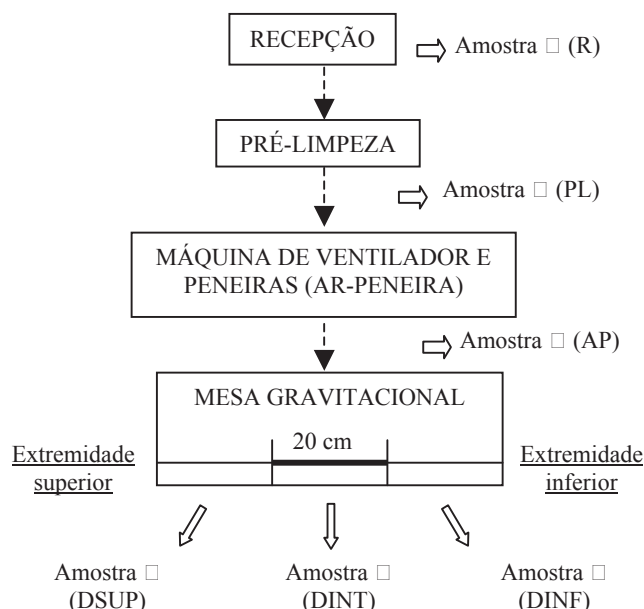 RECEPÇÃO
Amostra □ (R)
PRÉ-LIMPEZA
Amostra □ (PL)
MÁQUINA DE VENTILADOR E
PENEIRAS (AR-PENEIRA)
Amostra □ (AP)
MESA GRAVITACIONAL
20 cm
Extremidade
superior
Extremidade
inferior
Amostra □
(DSUP)
Amostra □
(DINT)
Amostra □
(DINF)